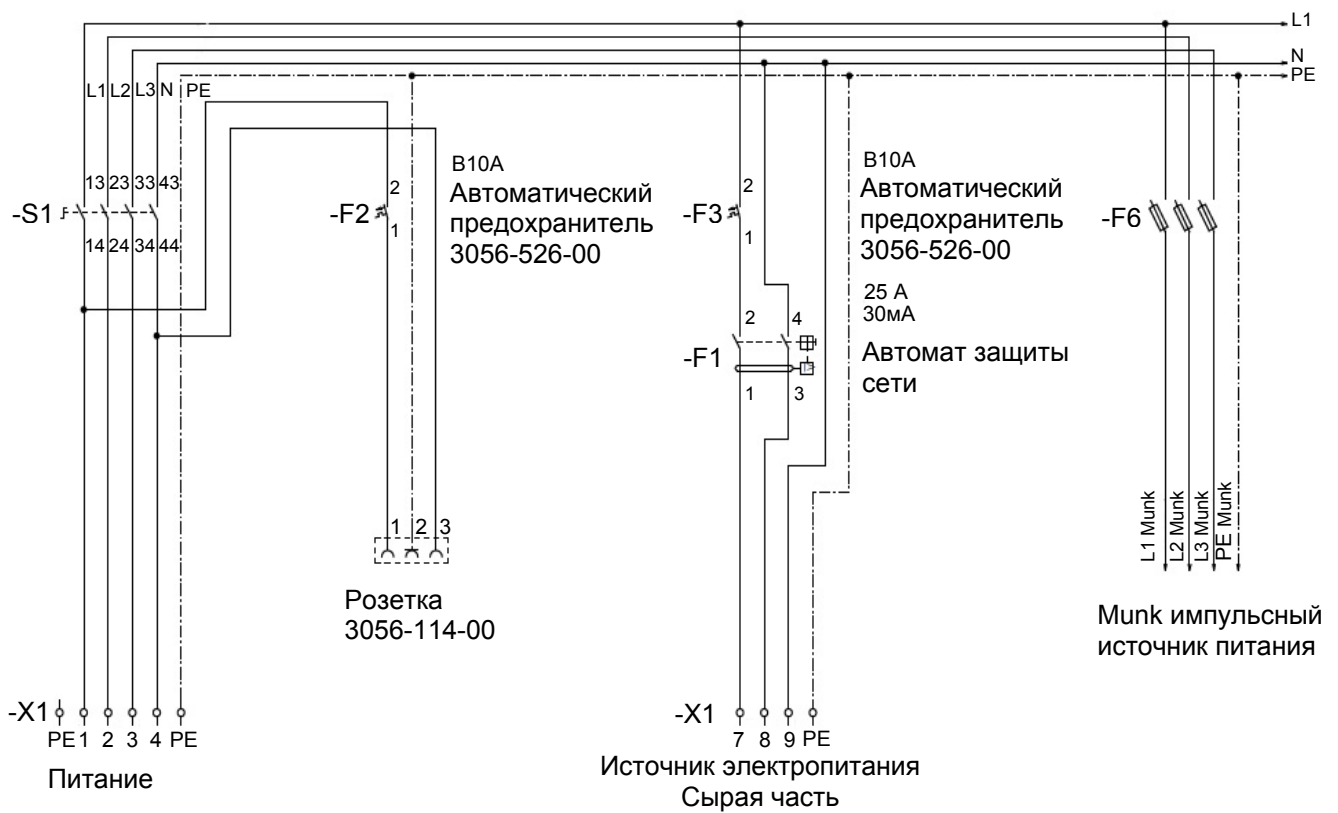 L1
N
PE
L1 L2 L3 N PE
13 23 33 43
-S1
14 24 34 44
2
-F2
1
B10A
Автоматический
предохранитель
3056-526-00
1 2 3
Розетка
3056-114-00
-X1
PE 1 2 3 4 PE
Питание
2
-F3
1
B10A
Автоматический
предохранитель
3056-526-00
25 A
30мА
Автомат защиты
сети
2 4
-F1
1 3
-X1
7 8 9 PE
Источник электропитания
Сырая часть
-F6
L1 Munk
L2 Munk
L3 Munk
PE Munk
Munk импульсный
источник питания